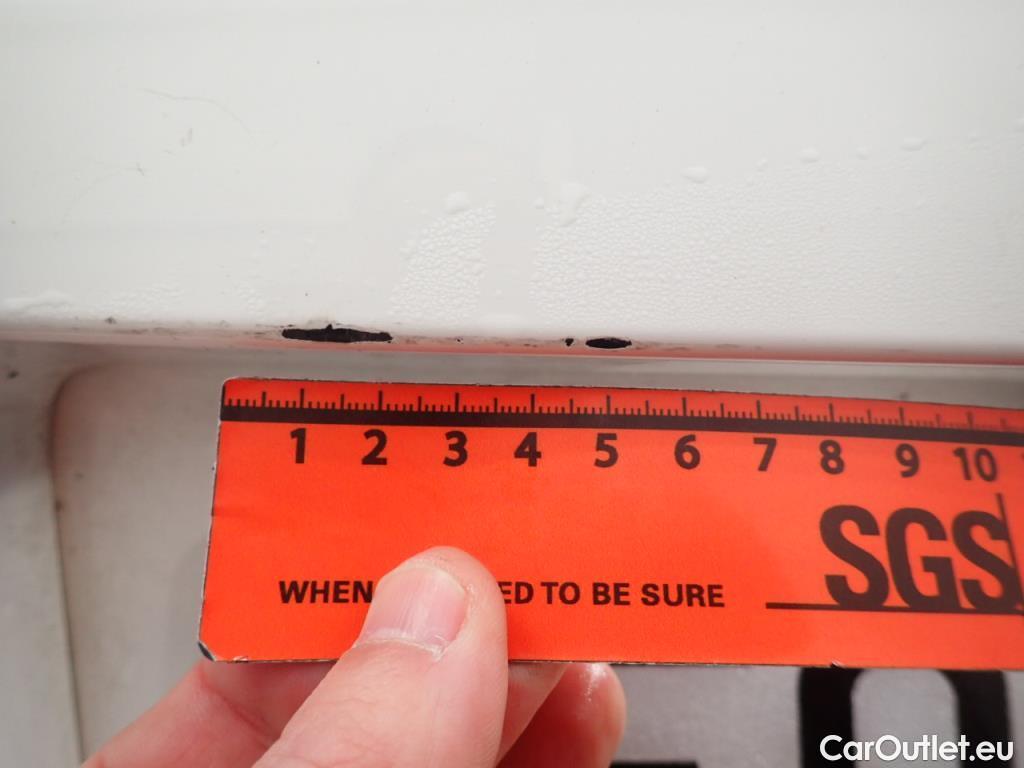 1 2 3 4 5 6 7 8 9 10
SGS
WHEN ED TO BE SURE
CarOutlet.eu